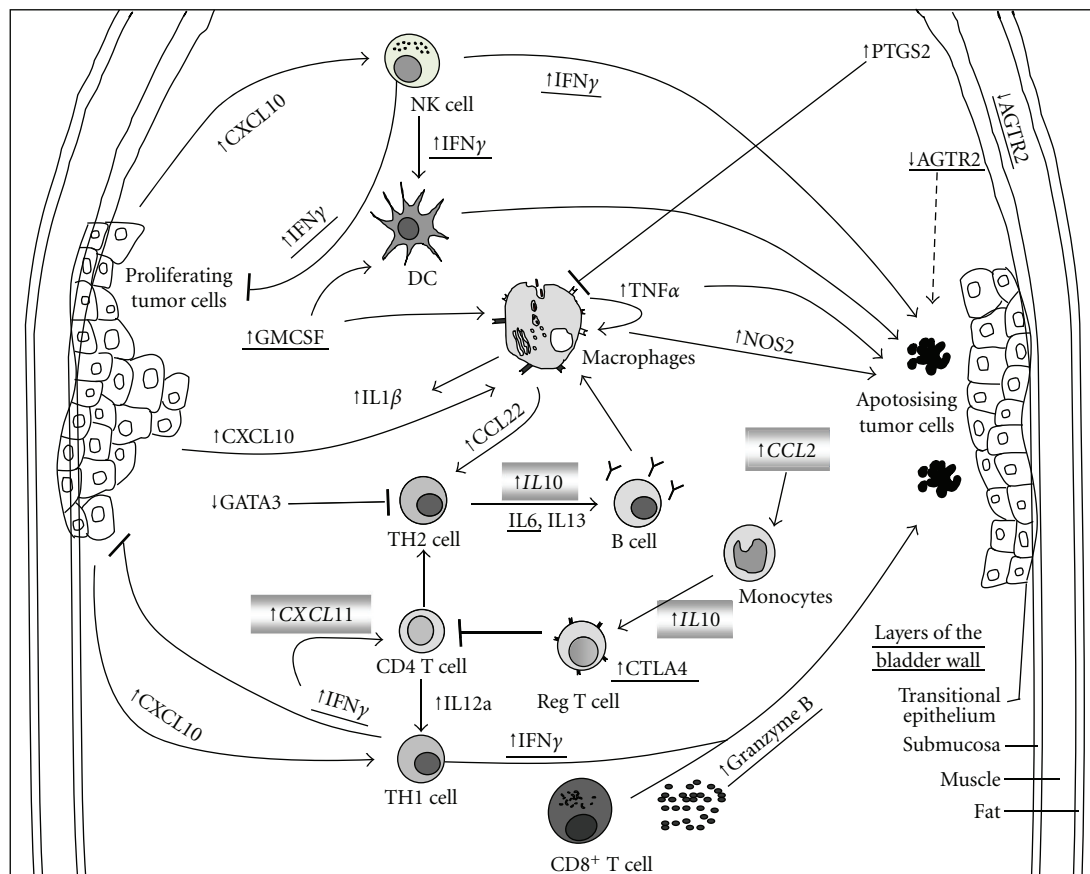 ↑PTGS2
↑CXCL10
NK cell
↑IFNγ
↑IFNγ
↓AGTR2
↓AGTR2
↑IFNγ
Proliferating
tumor cells
DC
↑GMCSF
↑TNFα
Macrophages
↑NOS2
↑IL1β
↑CXCL10
↑CCL22
Apotosising
tumor cells
↑CCL2
↓GATA3
TH2 cell
↑IL10
IL6, IL13
B cell
Monocytes
↑CXCL11
CD4 T cell
↑IL10
Reg T cell
↑CTLA4
Layers of the
bladder wall
Transitional
epithelium
Submucosa
Muscle
Fat
↑CXCL10
↑IFNγ
↑IL12a
TH1 cell
↑IFNγ
↑Granzyme B
CD8⁺ T cell